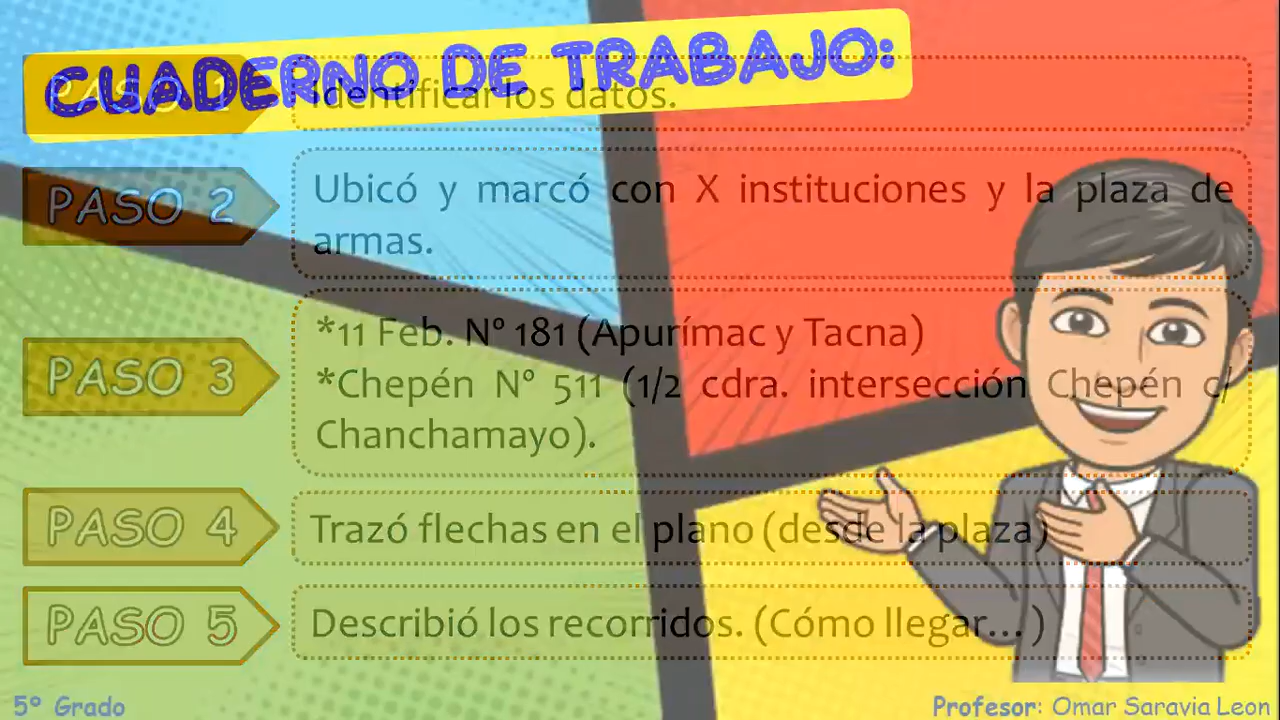 CUADERNO DE TRABAJO:
PASO 1
Identificar los datos.
PASO 2
Ubicó y marcó con X instituciones y la plaza de
armas.
PASO 3
*11 Feb. N° 181 (Apurímac y Tacna)
*Chepén N° 511 (1/2 cdra. intersección Chepén c/
Chanchamayo).
PASO 4
Trazó flechas en el plano (desde la plaza)
PASO 5
Describió los recorridos. (Cómo llegar...)
5° Grado
Profesor: Omar Saravia Leon